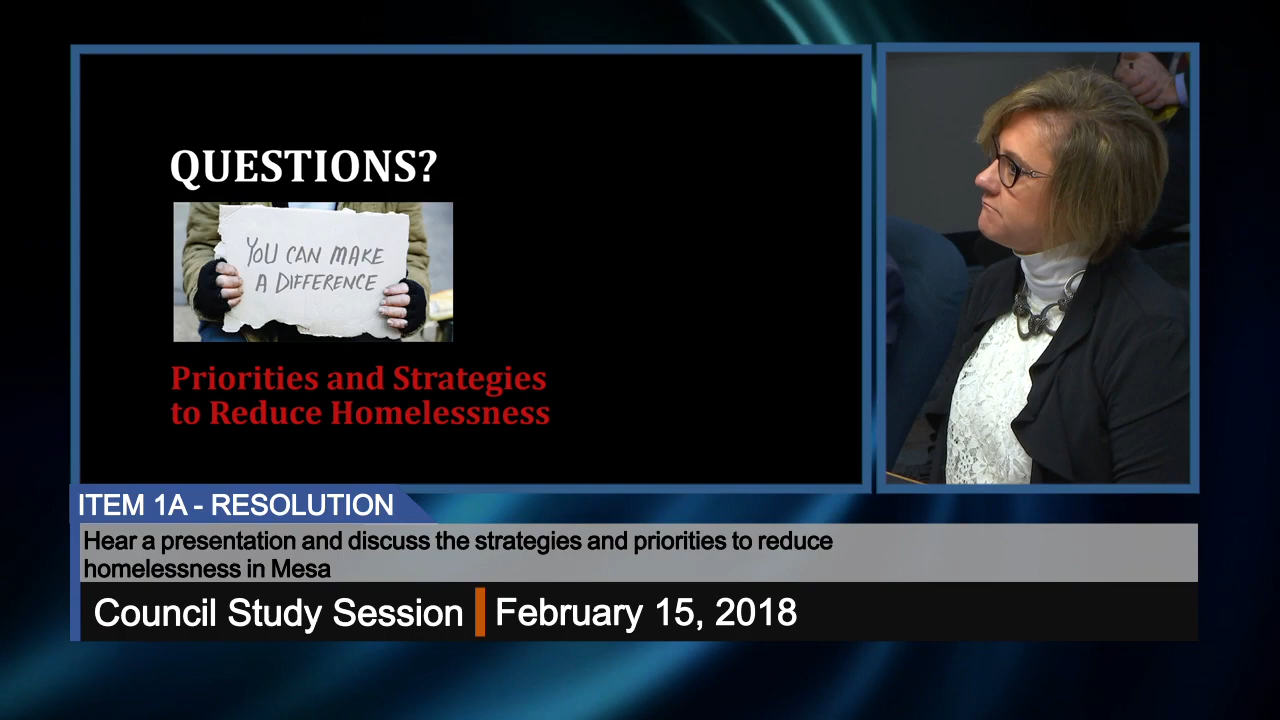 QUESTIONS?
YOU CAN MAKE
A DIFFERENCE
Priorities and Strategies
to Reduce Homelessness
ITEM 1A - RESOLUTION
Hear a presentation and discuss the strategies and priorities to reduce
homelessness in Mesa
Council Study Session
February 15, 2018